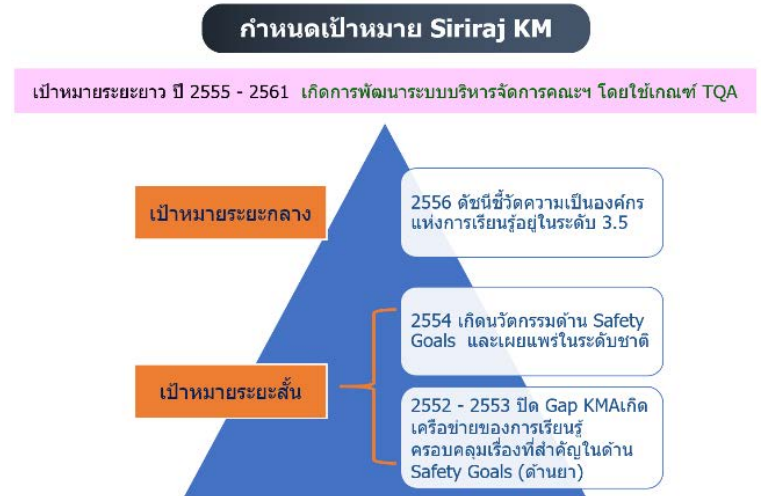 กำหนดเป้าหมาย Siriraj KM
เป้าหมายระยะยาว ปี 2555 - 2561 เกิดการพัฒนาระบบบริหารจัดการคณะฯ โดยใช้เกณฑ์ TQA
เป้าหมายระยะกลาง
2556 ดัชนีชี้วัดความเป็นองค์กร
แห่งการเรียนรู้อยู่ในระดับ 3.5
2554 เกิดนวัตกรรมด้าน Safety
Goals และเผยแพร่ในระดับชาติ
เป้าหมายระยะสั้น
2552 - 2553 ปิด Gap KMAเกิด
เครือข่ายของการเรียนรู้
ครอบคลุมเรื่องที่สำคัญในด้าน
Safety Goals (ด้านยา)